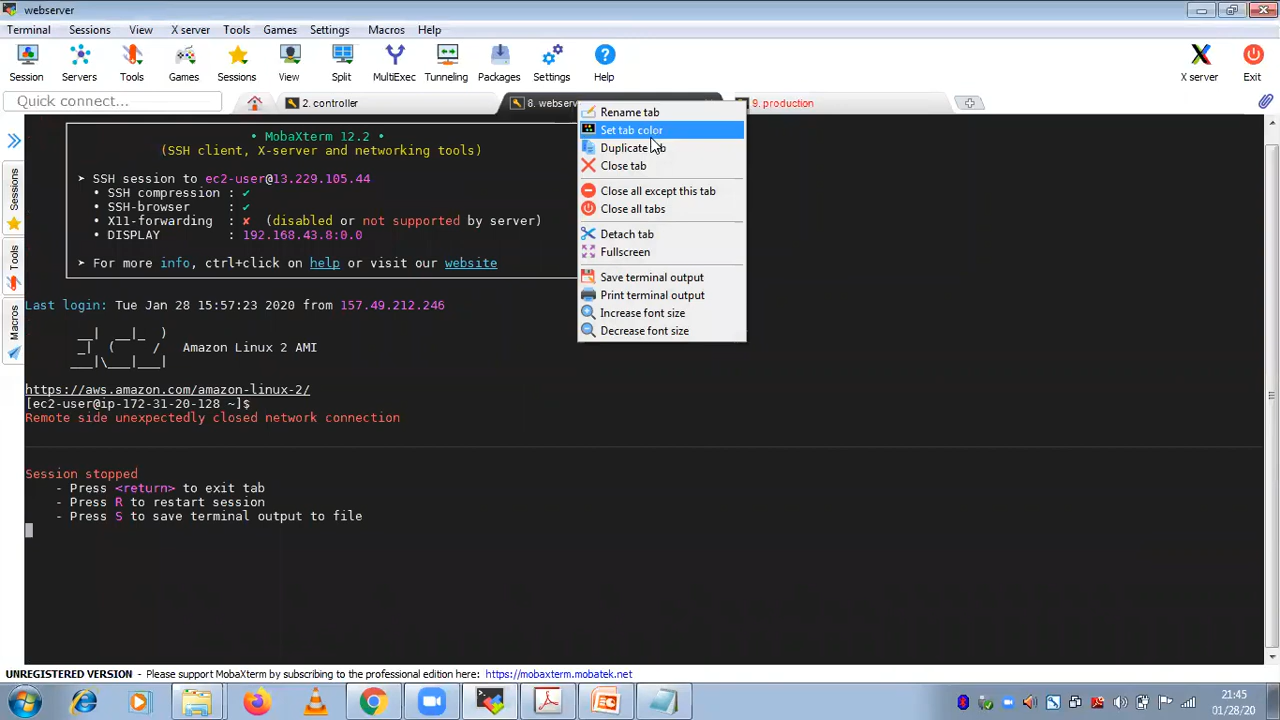 webserver
Terminal Sessions View X server Tools Games Settings Macros Help
Session Servers Tools Games Sessions View Split MultiExec Tunneling Packages Settings Help X server Exit
Quick connect...
2. controller
9. production
Rename tab
Set tab color
Duplicate
Close tab
Close all except this tab
Close all tabs
Detach tab
Fullscreen
Save terminal output
Print terminal output
Increase font size
Decrease font size
Sessions
Tools
Macros
• MobaXterm 12.2 •
(SSH client, X-server and networking tools)
➤ SSH session to ec2-user@13.229.105.44
• SSH compression : ✔
• SSH-browser : ✔
• X11-forwarding : ✘ (disabled or not supported by server)
• DISPLAY : 192.168.43.8:0.0
➤ For more info, ctrl+click on help or visit our website
Last login: Tue Jan 28 15:57:23 2020 from 157.49.212.246
__| __|_ )
_| ( / Amazon Linux 2 AMI
___|\___|___|
https://aws.amazon.com/amazon-linux-2/
[ec2-user@ip-172-31-20-128 ~]$
Remote side unexpectedly closed network connection
Session stopped
- Press <return> to exit tab
- Press R to restart session
- Press S to save terminal output to file
UNREGISTERED VERSION - Please support MobaXterm by subscribing to the professional edition here: https://mobaxterm.mobatek.net
21:45
01/28/20